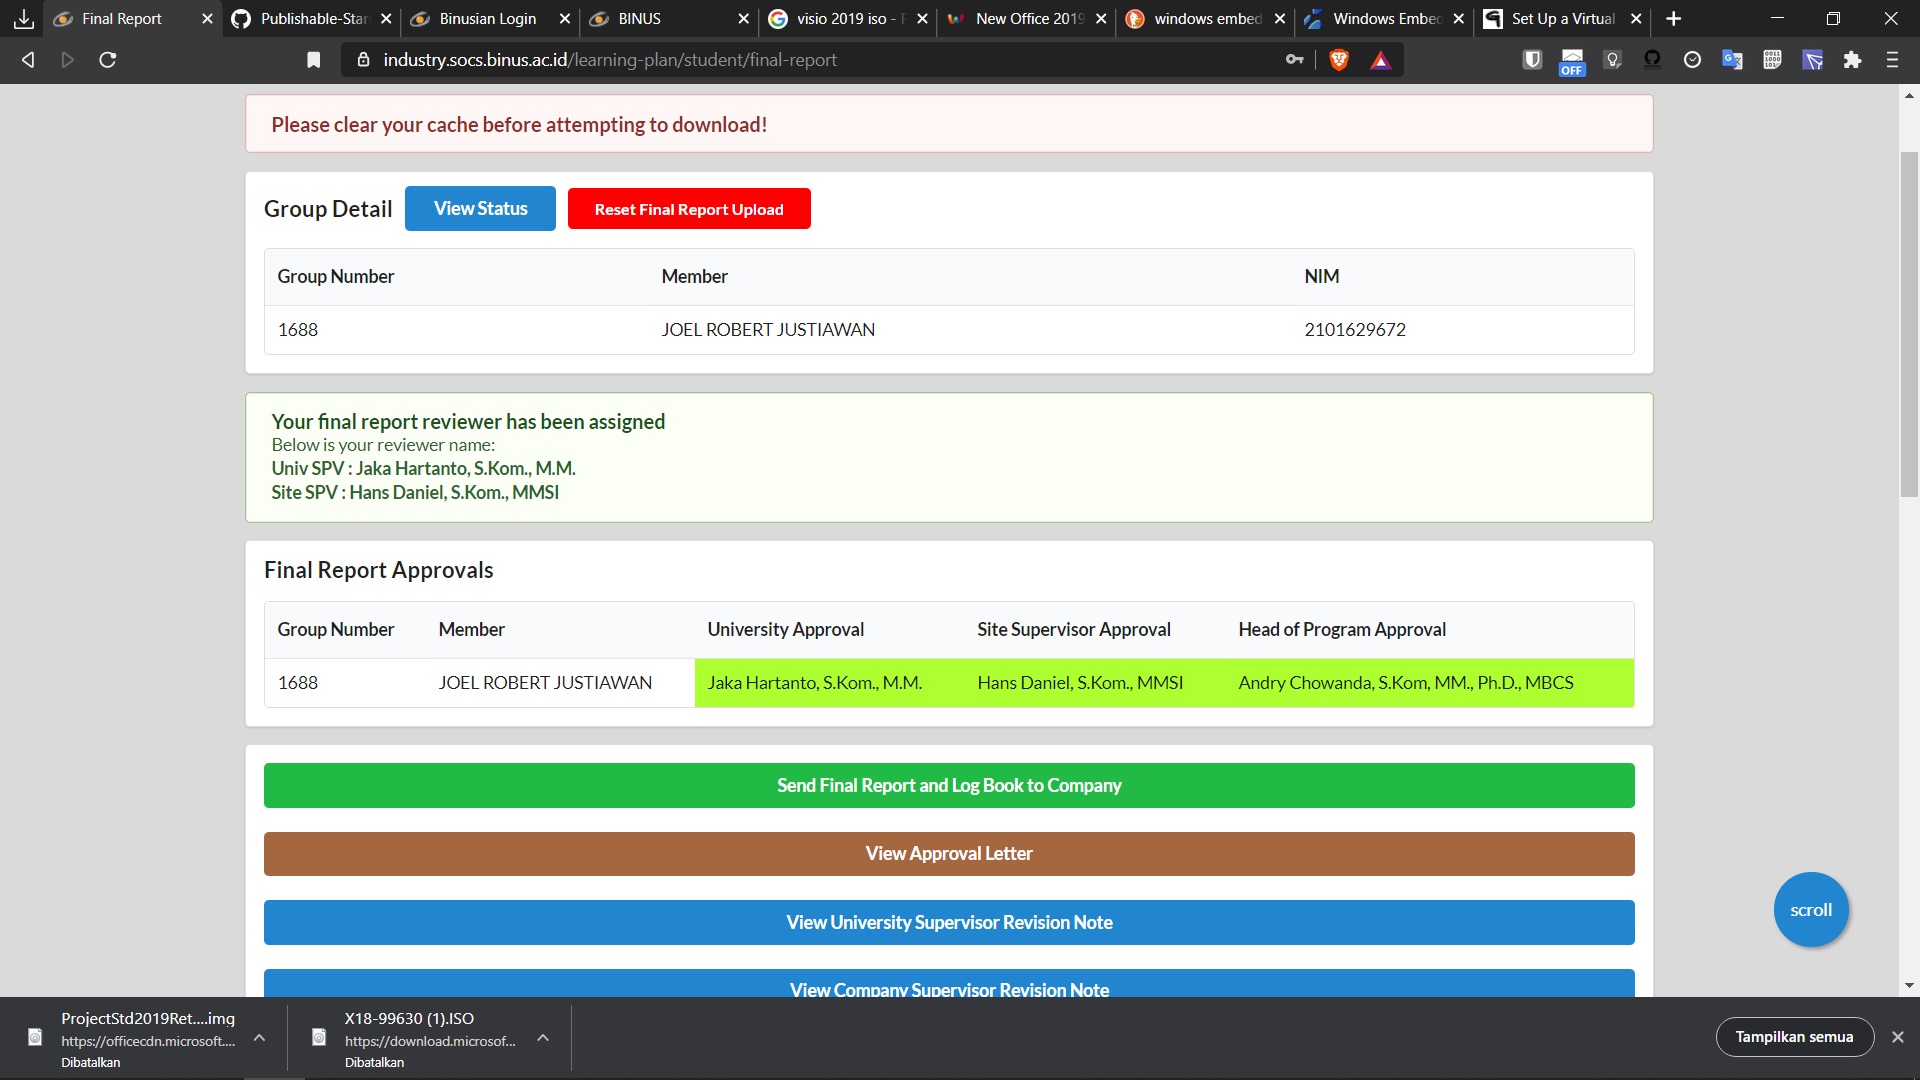 Final Report
Publishable-Star
Binusian Login
BINUS
visio 2019 iso -
New Office 2019
windows embed
Windows Embed
Set Up a Virtual
industry.socs.binus.ac.id/learning-plan/student/final-report
OFF
Please clear your cache before attempting to download!
Group Detail
View Status
Reset Final Report Upload
Group Number Member NIM
1688 JOEL ROBERT JUSTIAWAN 2101629672
Your final report reviewer has been assigned
Below is your reviewer name:
Univ SPV : Jaka Hartanto, S.Kom., M.M.
Site SPV : Hans Daniel, S.Kom., MMSI
Final Report Approvals
Group Number Member University Approval Site Supervisor Approval Head of Program Approval
1688 JOEL ROBERT JUSTIAWAN Jaka Hartanto, S.Kom., M.M. Hans Daniel, S.Kom., MMSI Andry Chowanda, S.Kom, MM., Ph.D., MBCS
Send Final Report and Log Book to Company
View Approval Letter
View University Supervisor Revision Note
View Company Supervisor Revision Note
scroll
ProjectStd2019Ret....img
https://officecdn.microsoft....
Dibatalkan
X18-99630 (1).ISO
https://download.microsof...
Dibatalkan
Tampilkan semua